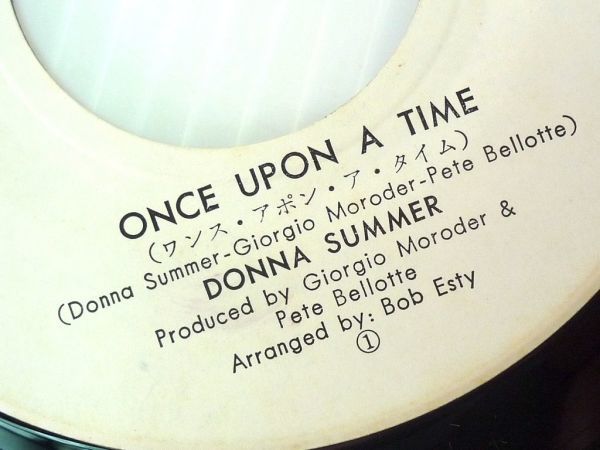 ONCE UPON A TIME
(ワンス・アポン・ア・タイム)
(Donna Summer-Giorgio Moroder-Pete Bellotte)
DONNA SUMMER
Produced by Giorgio Moroder &
Pete Bellotte
Arranged by: Bob Esty
①